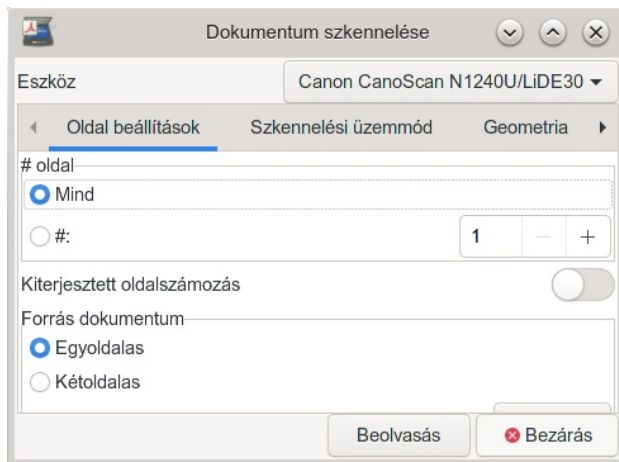 Dokumentum szkennelése
Eszköz Canon CanoScan N1240U/LiDE30
Oldal beállítások Szkennelési üzemmód Geometria
# oldal
Mind
#: 1 — +
Kiterjesztett oldalszámozás
Forrás dokumentum
Egyoldalas
Kétoldalas
Beolvasás Bezárás